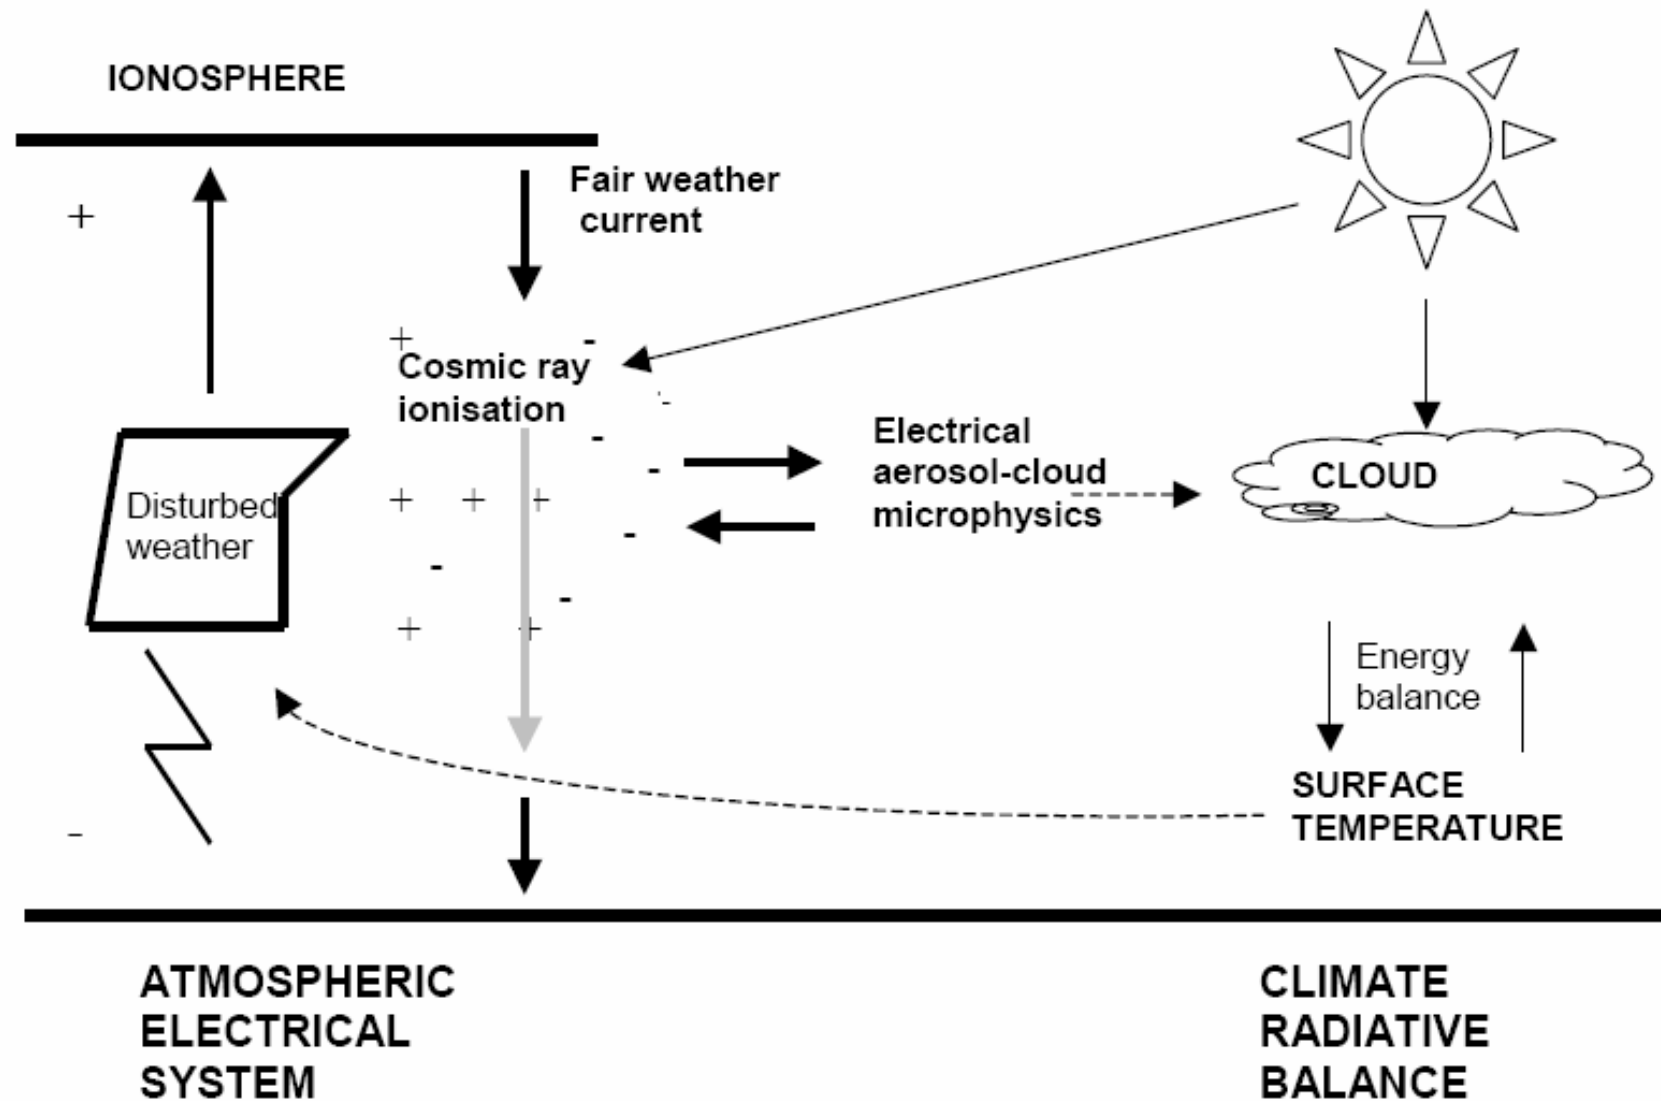 IONOSPHERE
Fair weather
current
+
+
-
Cosmic ray
ionisation
-
-
-
Electrical
aerosol-cloud
microphysics
CLOUD
Disturbed
weather
+ + +
-
-
-
+ +
Energy
balance
SURFACE
TEMPERATURE
-
ATMOSPHERIC
ELECTRICAL
SYSTEM
CLIMATE
RADIATIVE
BALANCE